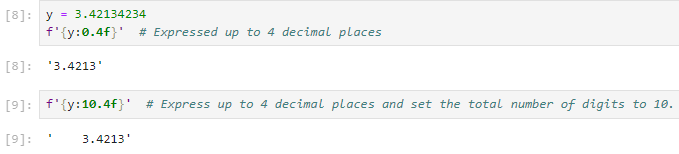 [8]: y = 3.42134234
f'{y:0.4f}'  # Expressed up to 4 decimal places
[8]: '3.4213'
[9]: f'{y:10.4f}'  # Express up to 4 decimal places and set the total number of digits to 10.
[9]: '    3.4213'